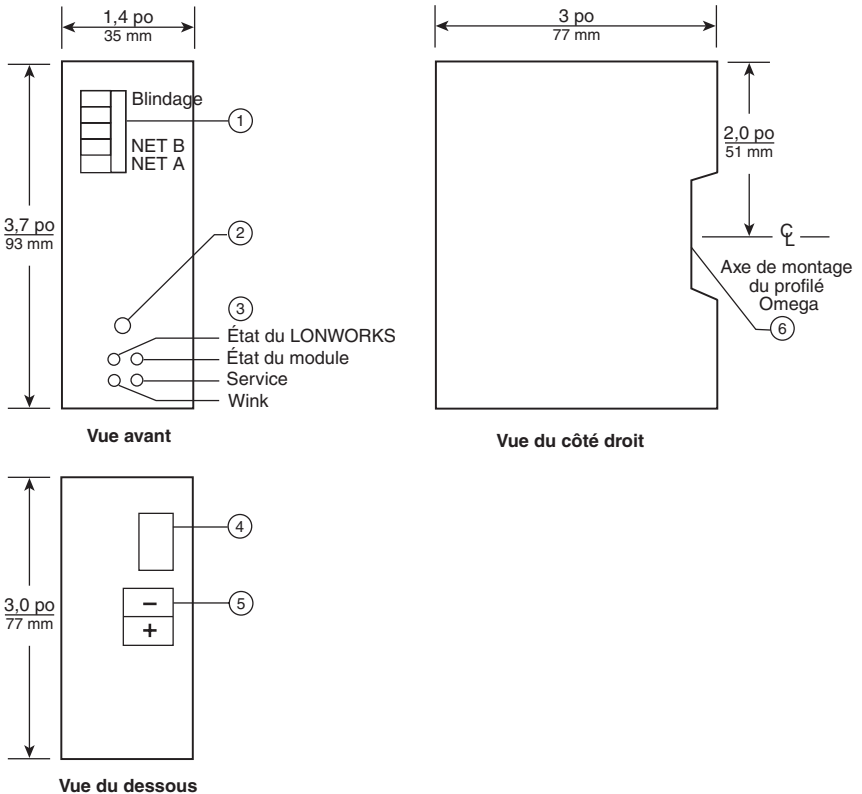 1,4 po
35 mm
3 po
77 mm
Blindage
1
NET B
NET A
2,0 po
51 mm
3,7 po
93 mm
2
CL
Axe de montage
du profilé
Omega
3
6
État du LONWORKS
État du module
Service
Wink
Vue avant
Vue du côté droit
4
3,0 po
77 mm
–
5
+
Vue du dessous